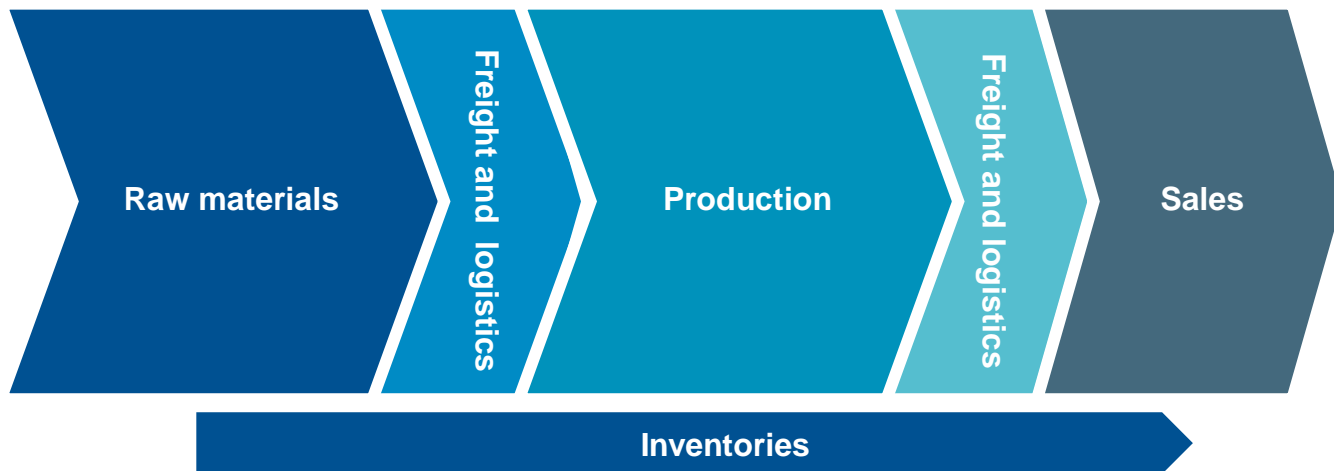 Raw materials
Freight and logistics
Production
Freight and logistics
Sales
Inventories